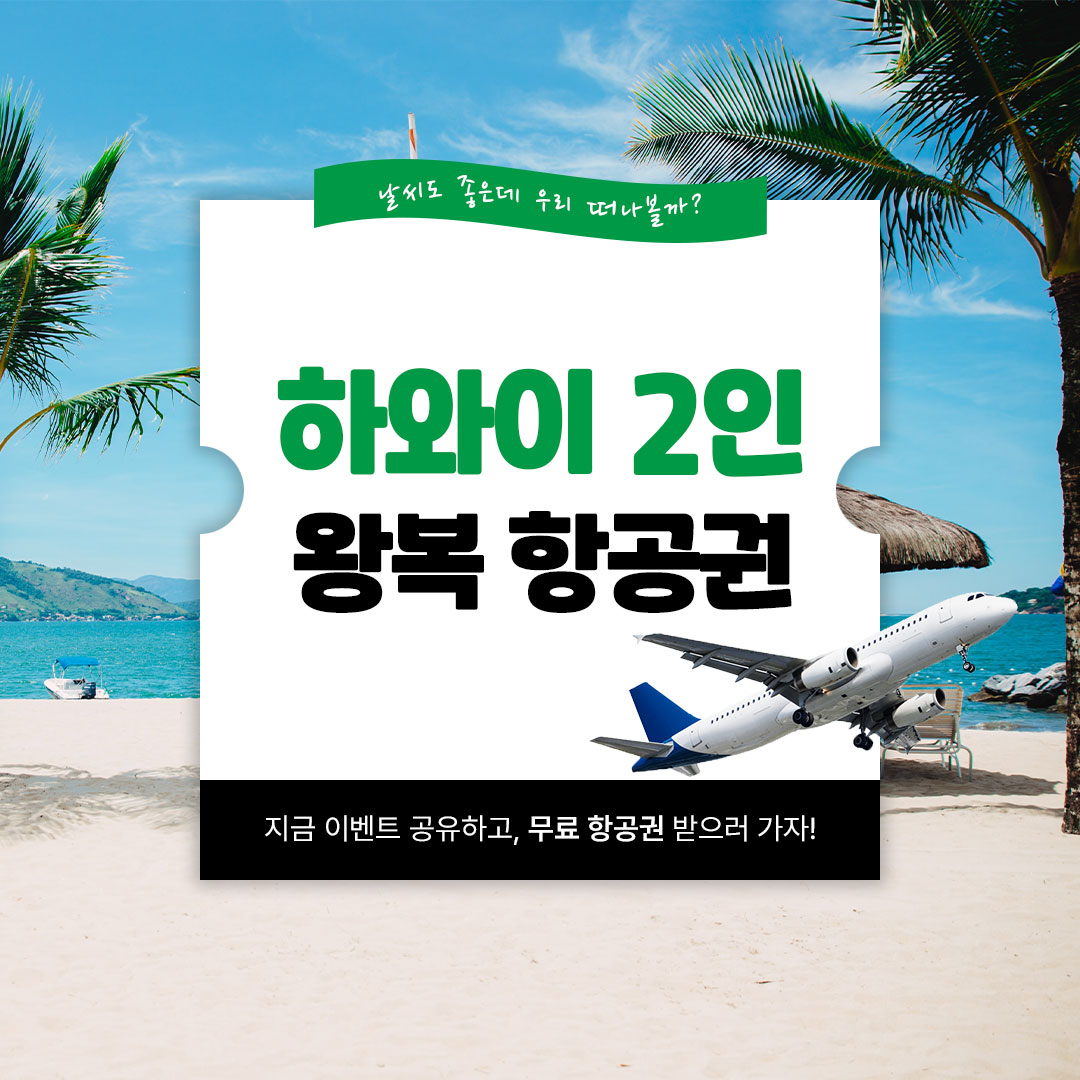 날씨도 좋은데 우리 떠나볼까?
하와이 2인
왕복 항공권
지금 이벤트 공유하고, 무료 항공권 받으러 가자!